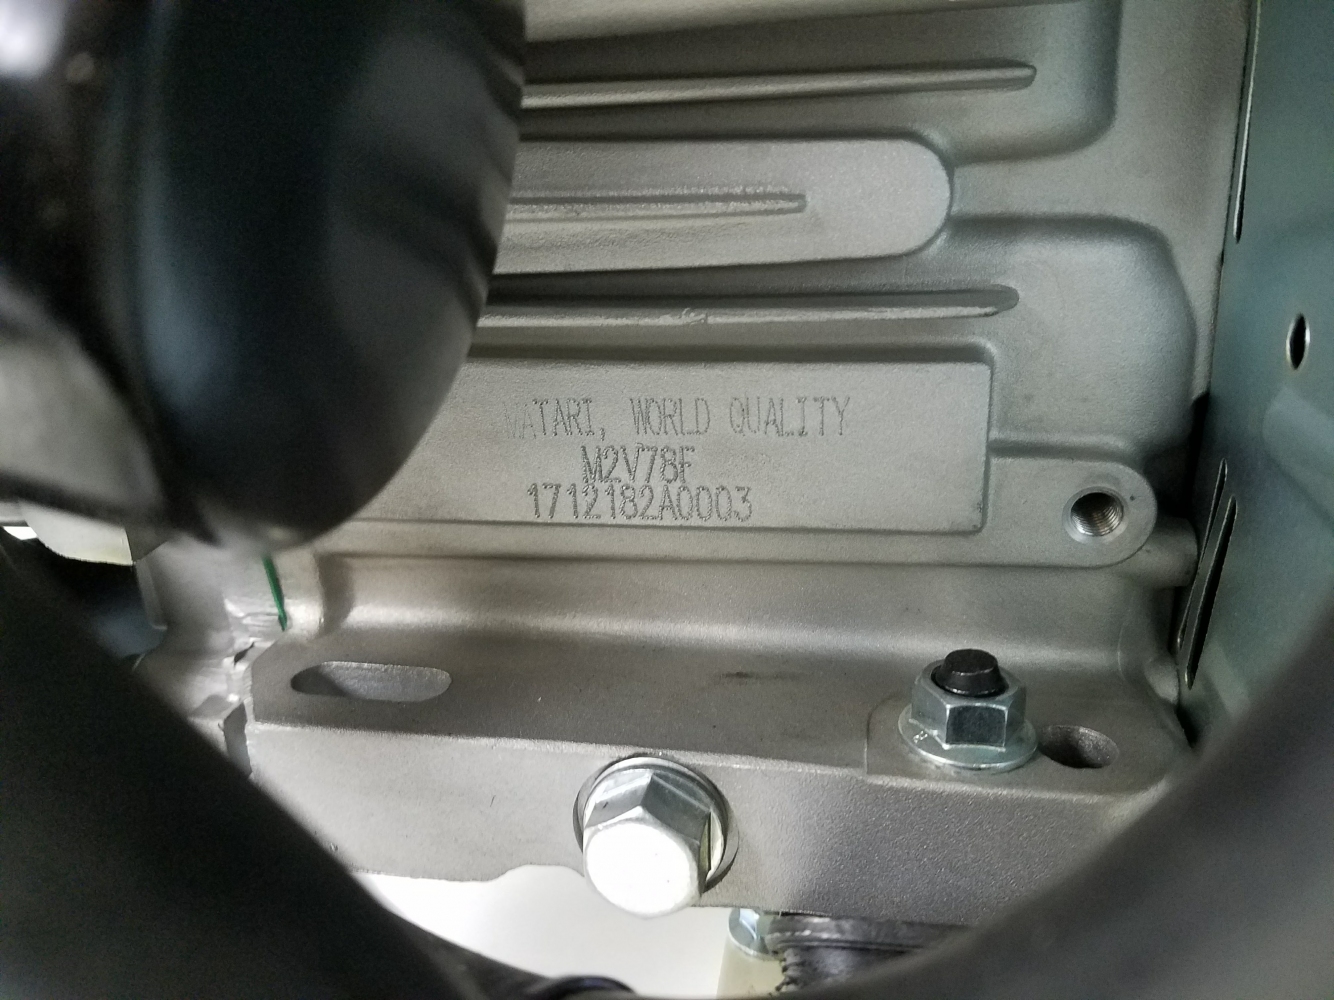 MATARI, WORLD QUALITY
M2V78F
1712182A0003